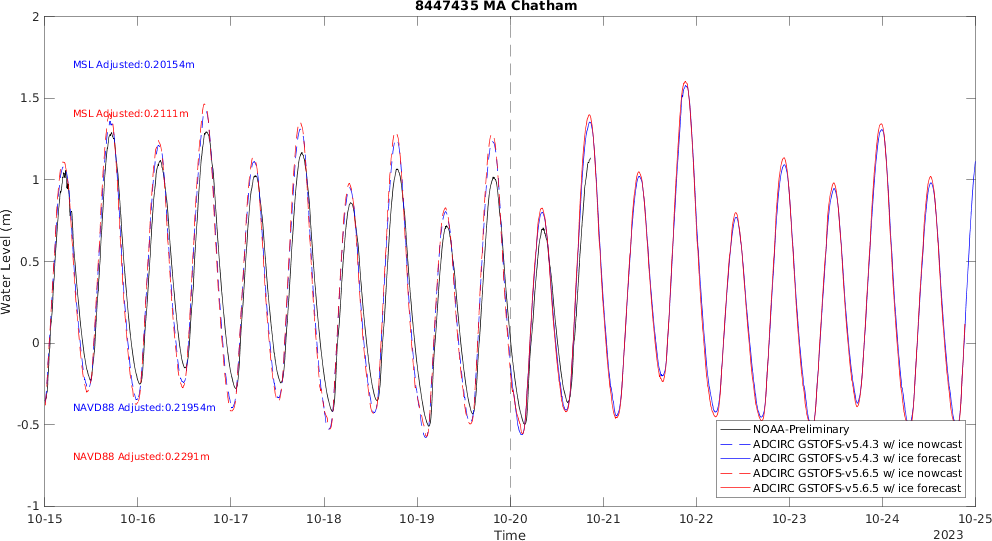 8447435 MA Chatham
MSL Adjusted:0.20154m
MSL Adjusted:0.2111m
NAVD88 Adjusted:0.21954m
NAVD88 Adjusted:0.2291m
Water Level (m)
2
1.5
1
0.5
0
-0.5
-1
NOAA-Preliminary
ADCIRC GSTOFS-v5.4.3 w/ ice nowcast
ADCIRC GSTOFS-v5.4.3 w/ ice forecast
ADCIRC GSTOFS-v5.6.5 w/ ice nowcast
ADCIRC GSTOFS-v5.6.5 w/ ice forecast
10-15 10-16 10-17 10-18 10-19 10-20 10-21 10-22 10-23 10-24 10-25
Time
2023